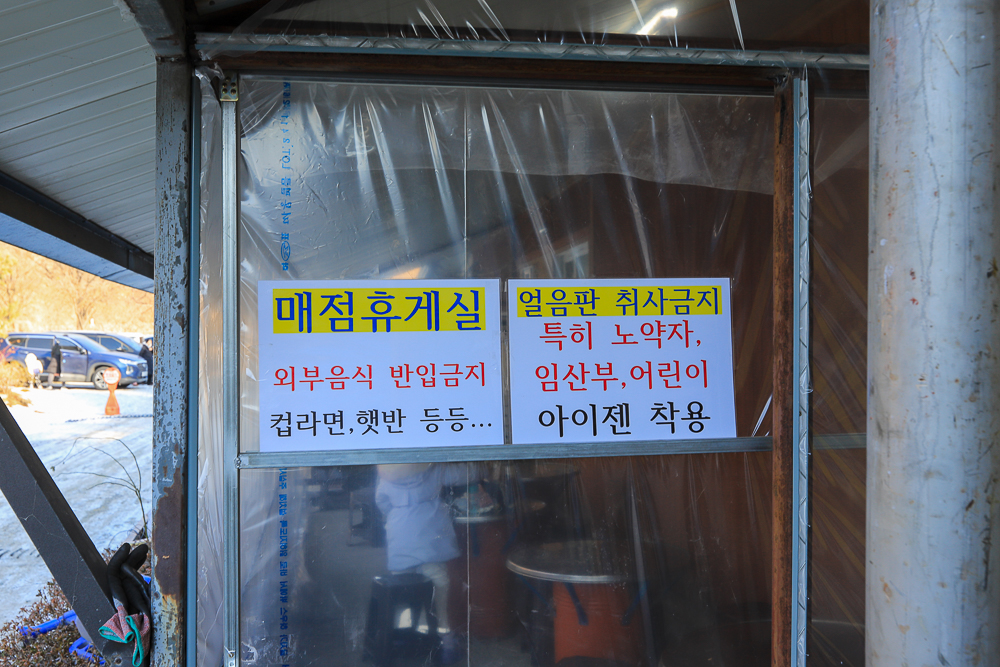 매점휴게실
외부음식 반입금지
컵라면,햇반 등등...
얼음판 취사금지
특히 노약자,
임산부,어린이
아이젠 착용